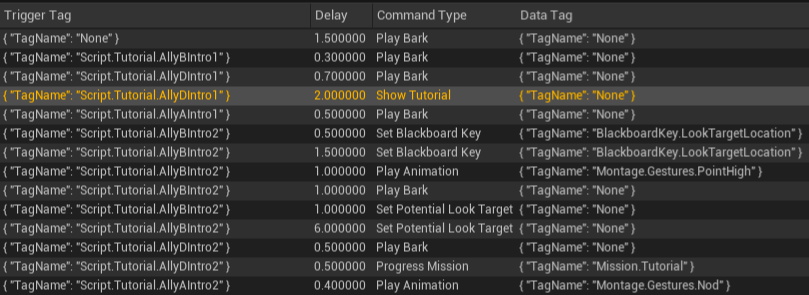 Trigger Tag Delay Command Type Data Tag
{ "TagName": "None" } 1.500000 Play Bark { "TagName": "None" }
{ "TagName": "Script.Tutorial.AllyBIntro1" } 0.300000 Play Bark { "TagName": "None" }
{ "TagName": "Script.Tutorial.AllyDIntro1" } 0.700000 Play Bark { "TagName": "None" }
{ "TagName": "Script.Tutorial.AllyDIntro1" } 2.000000 Show Tutorial { "TagName": "None" }
{ "TagName": "Script.Tutorial.AllyAIntro1" } 0.500000 Play Bark { "TagName": "None" }
{ "TagName": "Script.Tutorial.AllyBIntro2" } 0.500000 Set Blackboard Key { "TagName": "BlackboardKey.LookTargetLocation" }
{ "TagName": "Script.Tutorial.AllyBIntro2" } 1.500000 Set Blackboard Key { "TagName": "BlackboardKey.LookTargetLocation" }
{ "TagName": "Script.Tutorial.AllyBIntro2" } 1.000000 Play Animation { "TagName": "Montage.Gestures.PointHigh" }
{ "TagName": "Script.Tutorial.AllyBIntro2" } 1.000000 Play Bark { "TagName": "None" }
{ "TagName": "Script.Tutorial.AllyBIntro2" } 1.000000 Set Potential Look Target { "TagName": "None" }
{ "TagName": "Script.Tutorial.AllyBIntro2" } 6.000000 Set Potential Look Target { "TagName": "None" }
{ "TagName": "Script.Tutorial.AllyDIntro2" } 0.500000 Play Bark { "TagName": "None" }
{ "TagName": "Script.Tutorial.AllyDIntro2" } 0.500000 Progress Mission { "TagName": "Mission.Tutorial" }
{ "TagName": "Script.Tutorial.AllyAIntro2" } 0.400000 Play Animation { "TagName": "Montage.Gestures.Nod" }